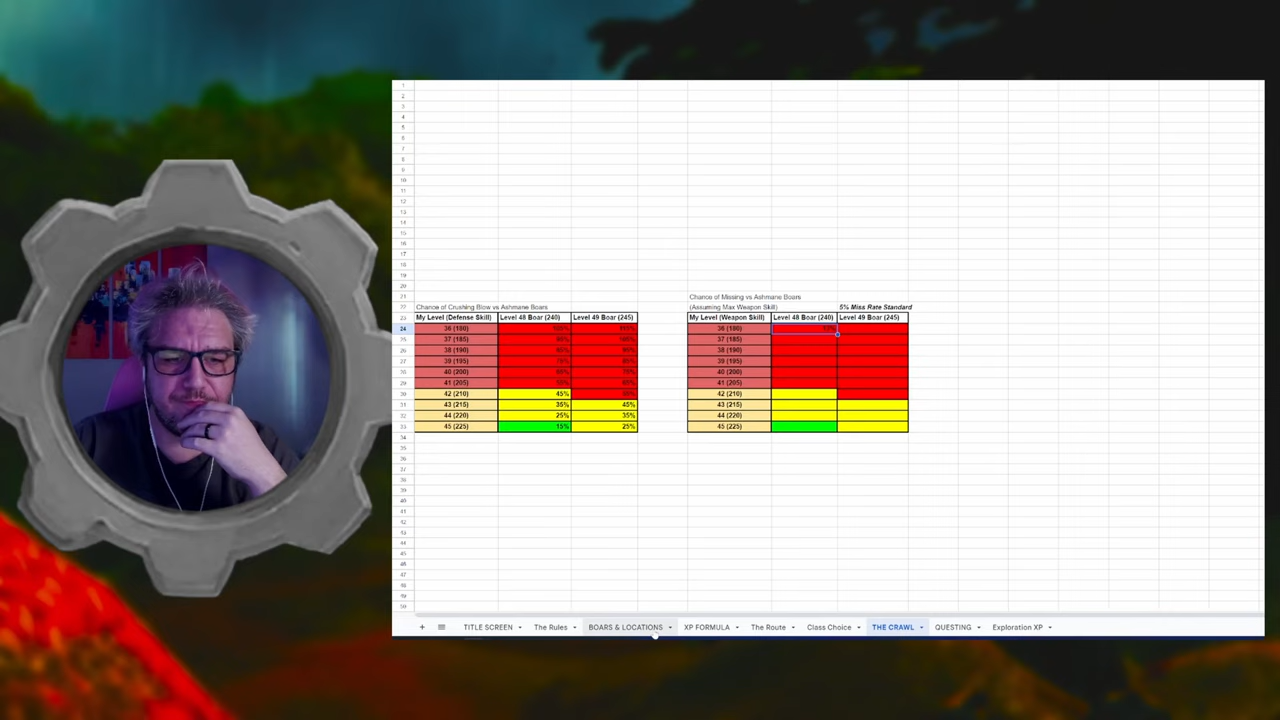 Chance of Missing vs Ashmane Boars
Chance of Crushing Blow vs Ashmane Boars
(Assuming Max Weapon Skill)
5% Miss Rate Standard
My Level (Defense Skill) Level 48 Boar (240) Level 49 Boar (245)
My Level (Weapon Skill) Level 48 Boar (240) Level 49 Boar (245)
36 (180)
36 (180)
37 (185)
37 (185)
38 (190)
38 (190)
39 (195)
39 (195)
40 (200)
40 (200)
41 (205)
41 (205)
42 (210) 45%
42 (210)
43 (215) 35% 45%
43 (215)
44 (220) 25% 35%
44 (220)
45 (225) 15% 25%
45 (225)
TITLE SCREEN The Rules BOARS & LOCATIONS XP FORMULA The Route Class Choice THE CRAWL QUESTING Exploration XP